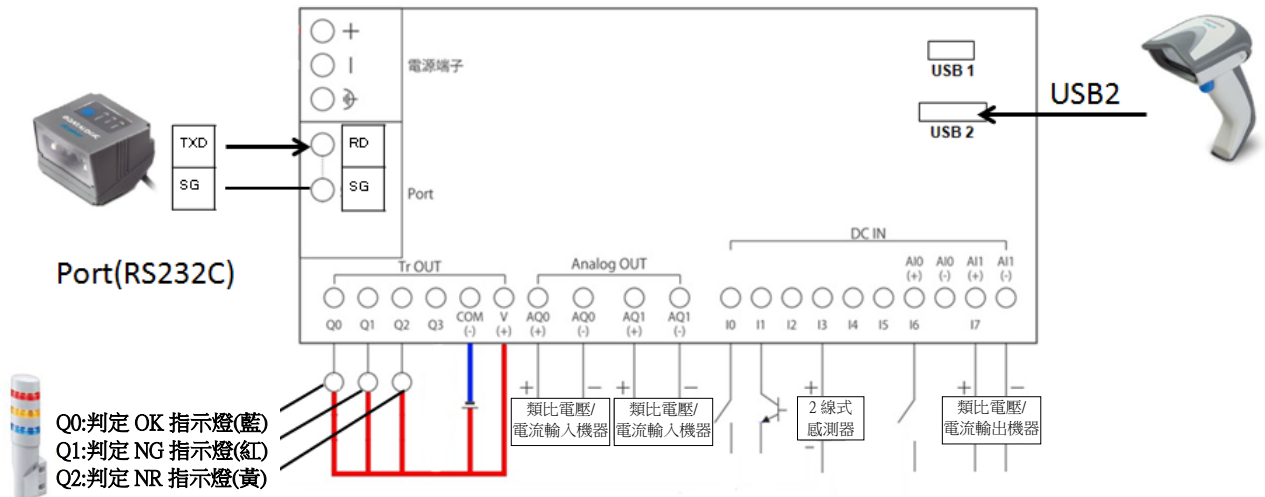 +
|
電源端子
USB 1
USB 2
USB2
TXD
SG
RD
SG
Port
Port(RS232C)
Tr OUT
Analog OUT
DC IN
AI0 (+)
AI0 (-)
AI1 (+)
AI1 (-)
Q0
Q1
Q2
Q3
COM (-)
V (+)
AQ0 (+)
AQ0 (-)
AQ1 (+)
AQ1 (-)
I0
I1
I2
I3
I4
I5
I6
I7
+
−
+
−
+
−
+
−
類比電壓/
電流輸入機器
類比電壓/
電流輸入機器
2 線式
感測器
類比電壓/
電流輸出機器
Q0:判定 OK 指示燈(藍)
Q1:判定 NG 指示燈(紅)
Q2:判定 NR 指示燈(黃)